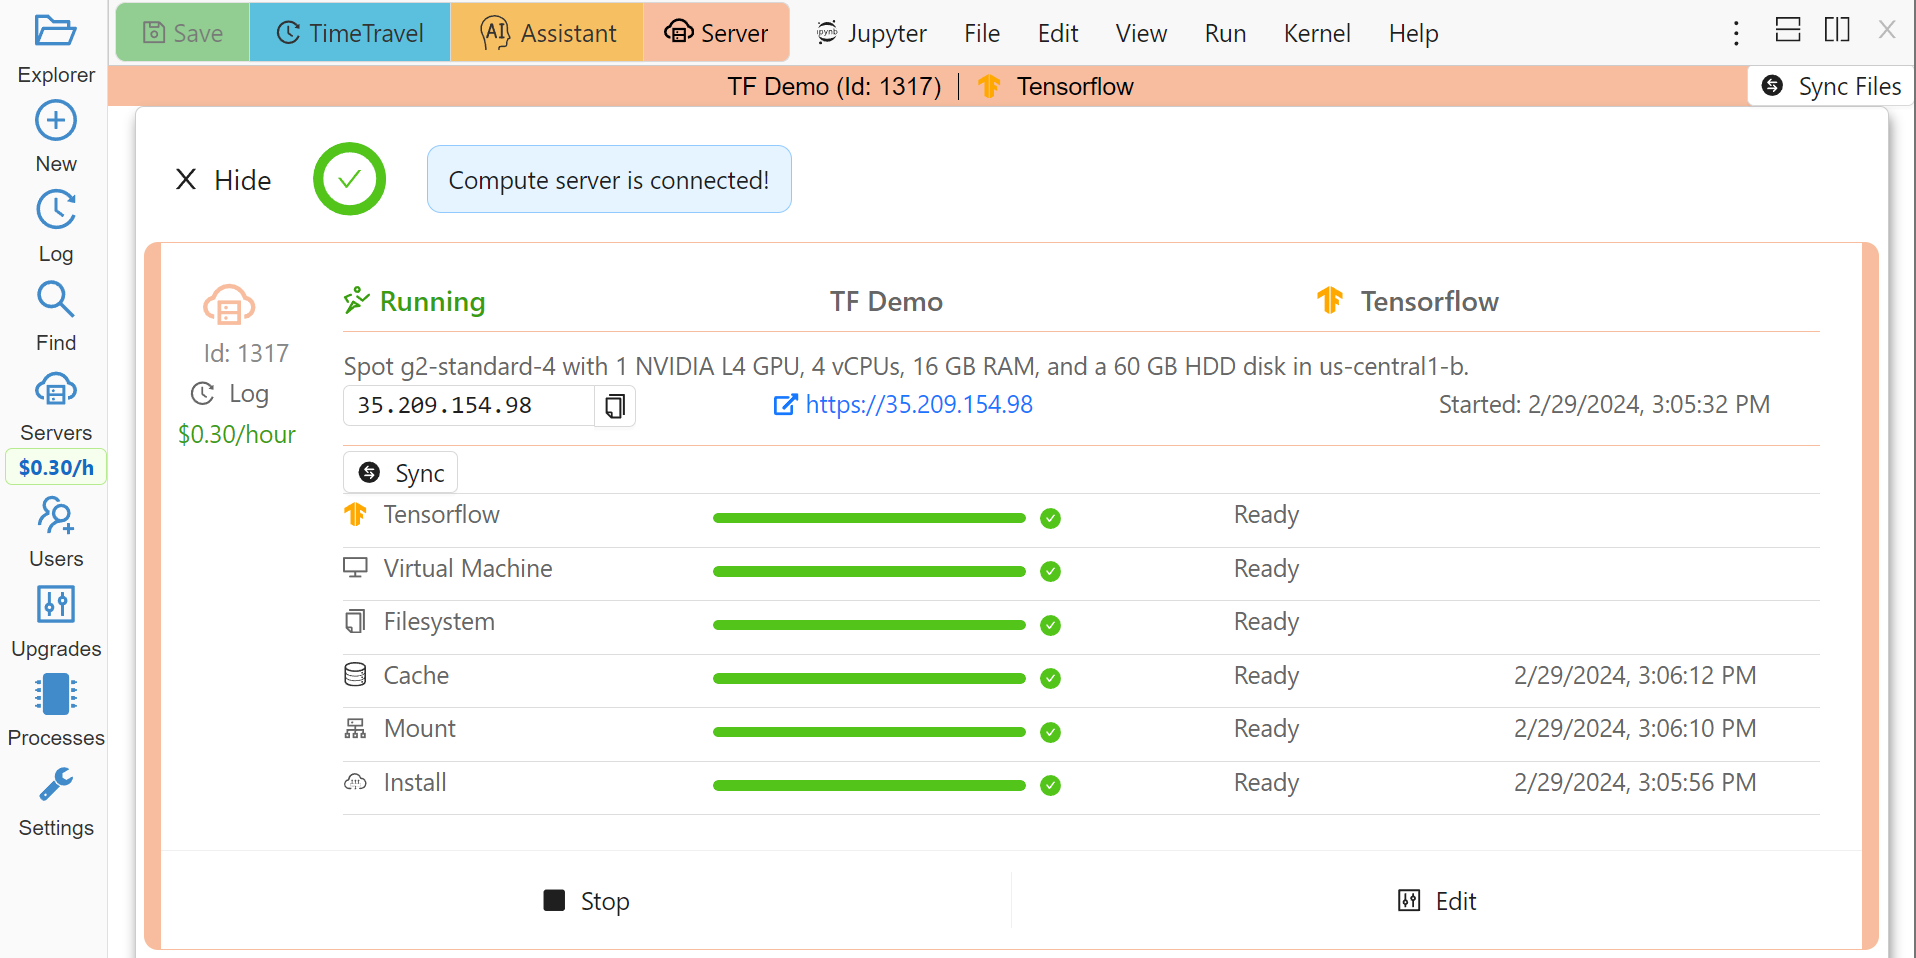 Save TimeTravel AI Assistant Server ipynb Jupyter File Edit View Run Kernel Help
TF Demo (Id: 1317) Tensorflow Sync Files
Explorer
New
Log
Find
Servers
$0.30/h
Users
Upgrades
Processes
Settings
X Hide Compute server is connected!
Running TF Demo Tensorflow
Id: 1317
Log
$0.30/hour
Spot g2-standard-4 with 1 NVIDIA L4 GPU, 4 vCPUs, 16 GB RAM, and a 60 GB HDD disk in us-central1-b.
35.209.154.98 https://35.209.154.98 Started: 2/29/2024, 3:05:32 PM
Sync
Tensorflow Ready
Virtual Machine Ready
Filesystem Ready
Cache Ready 2/29/2024, 3:06:12 PM
Mount Ready 2/29/2024, 3:06:10 PM
Install Ready 2/29/2024, 3:05:56 PM
Stop Edit